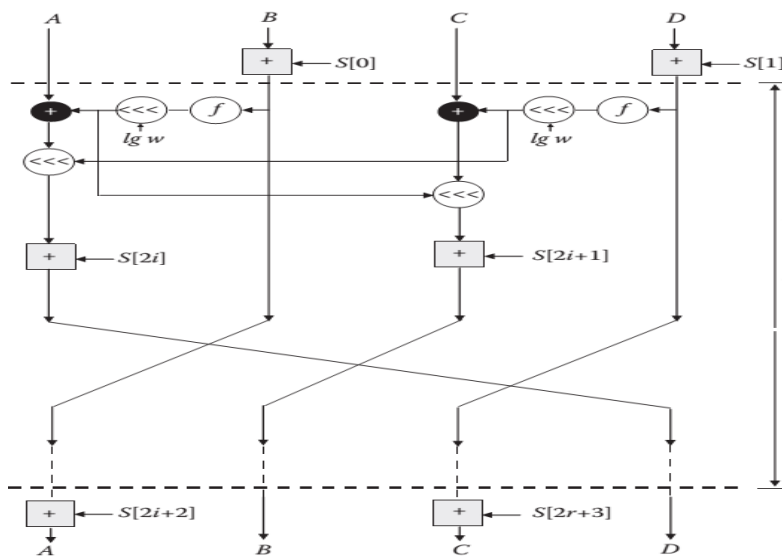 A B C D
+ S[0] + S[1]
+ <<< f + <<< f
lg w lg w
<<<
<<<
+ S[2i] + S[2i+1]
+ S[2i+2] + S[2r+3]
A B C D